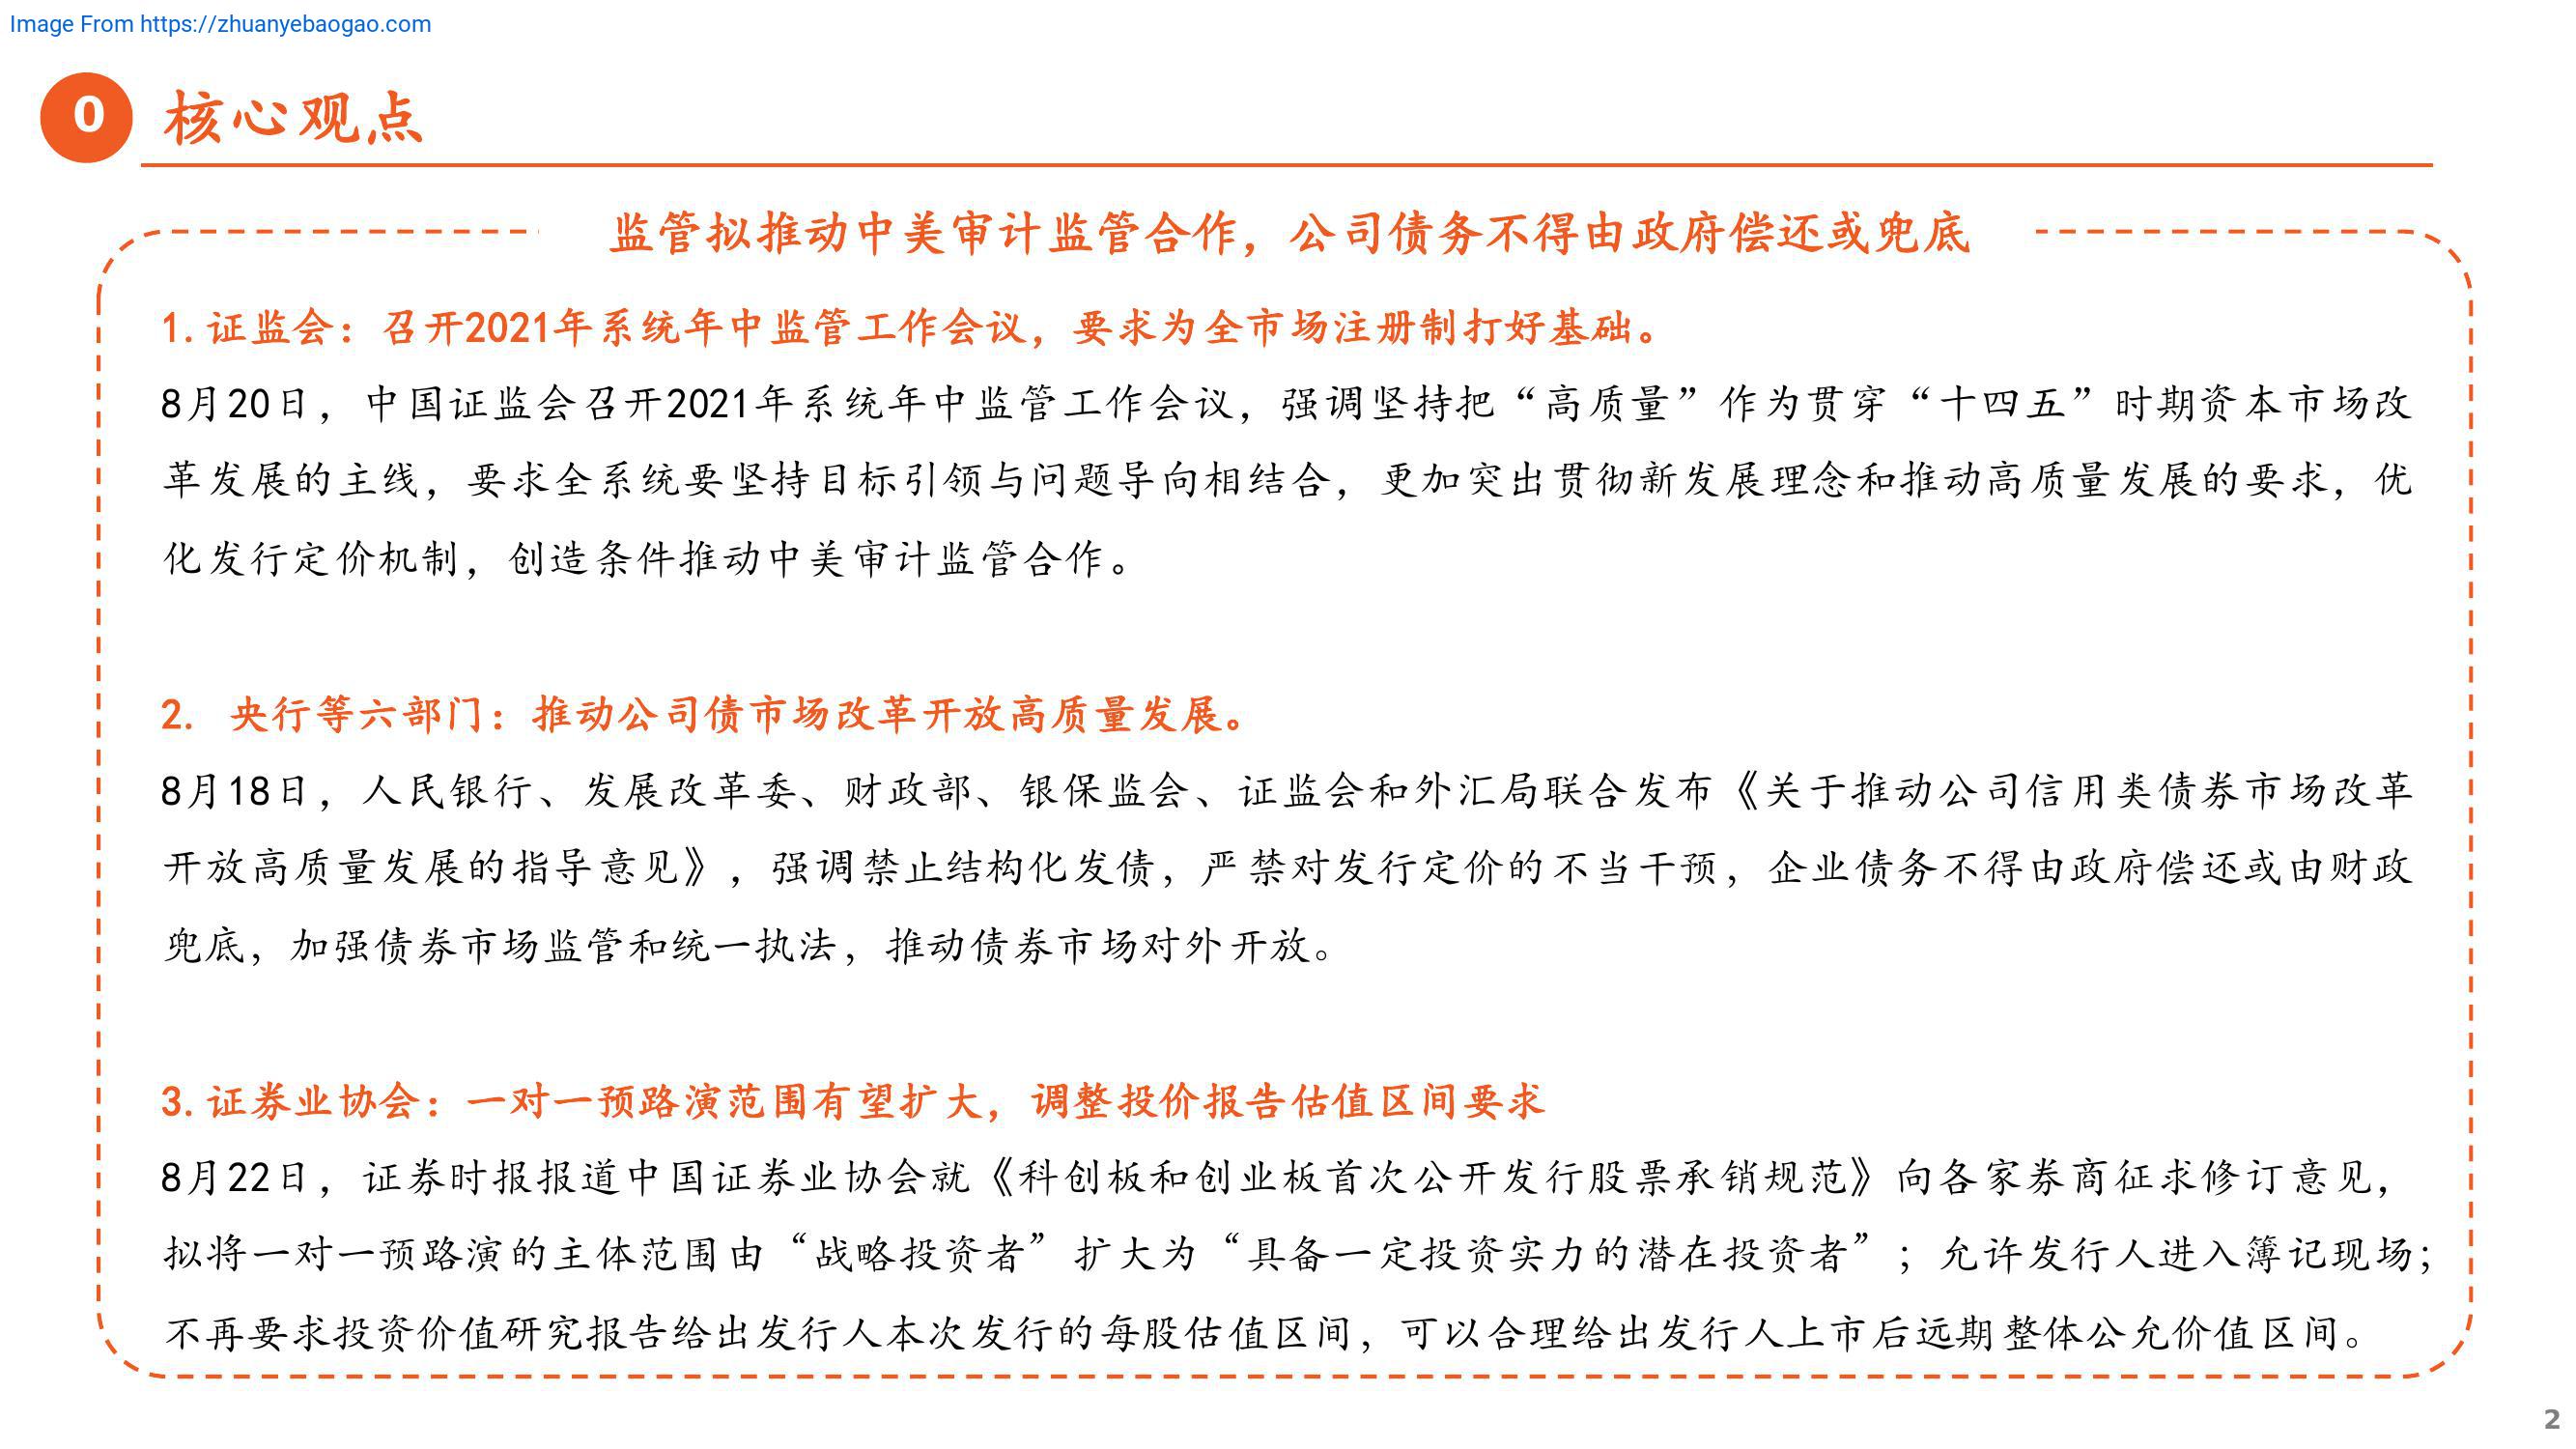 Image From https://zhuanyebaogao.com
0 核心观点
监管拟推动中美审计监管合作，公司债务不得由政府偿还或兜底
1. 证监会：召开2021年系统年中监管工作会议，要求为全市场注册制打好基础。
8月20日，中国证监会召开2021年系统年中监管工作会议，强调坚持把“高质量”作为贯穿“十四五”时期资本市场改
革发展的主线，要求全系统要坚持目标引领与问题导向相结合，更加突出贯彻新发展理念和推动高质量发展的要求，优
化发行定价机制，创造条件推动中美审计监管合作。
2. 央行等六部门：推动公司债市场改革开放高质量发展。
8月18日，人民银行、发展改革委、财政部、银保监会、证监会和外汇局联合发布《关于推动公司信用类债券市场改革
开放高质量发展的指导意见》，强调禁止结构化发债，严禁对发行定价的不当干预，企业债务不得由政府偿还或由财政
兜底，加强债券市场监管和统一执法，推动债券市场对外开放。
3. 证券业协会：一对一预路演范围有望扩大，调整投价报告估值区间要求
8月22日，证券时报报道中国证券业协会就《科创板和创业板首次公开发行股票承销规范》向各家券商征求修订意见，
拟将一对一预路演的主体范围由“战略投资者”扩大为“具备一定投资实力的潜在投资者”；允许发行人进入簿记现场；
不再要求投资价值研究报告给出发行人本次发行的每股估值区间，可以合理给出发行人上市后远期整体公允价值区间。
2